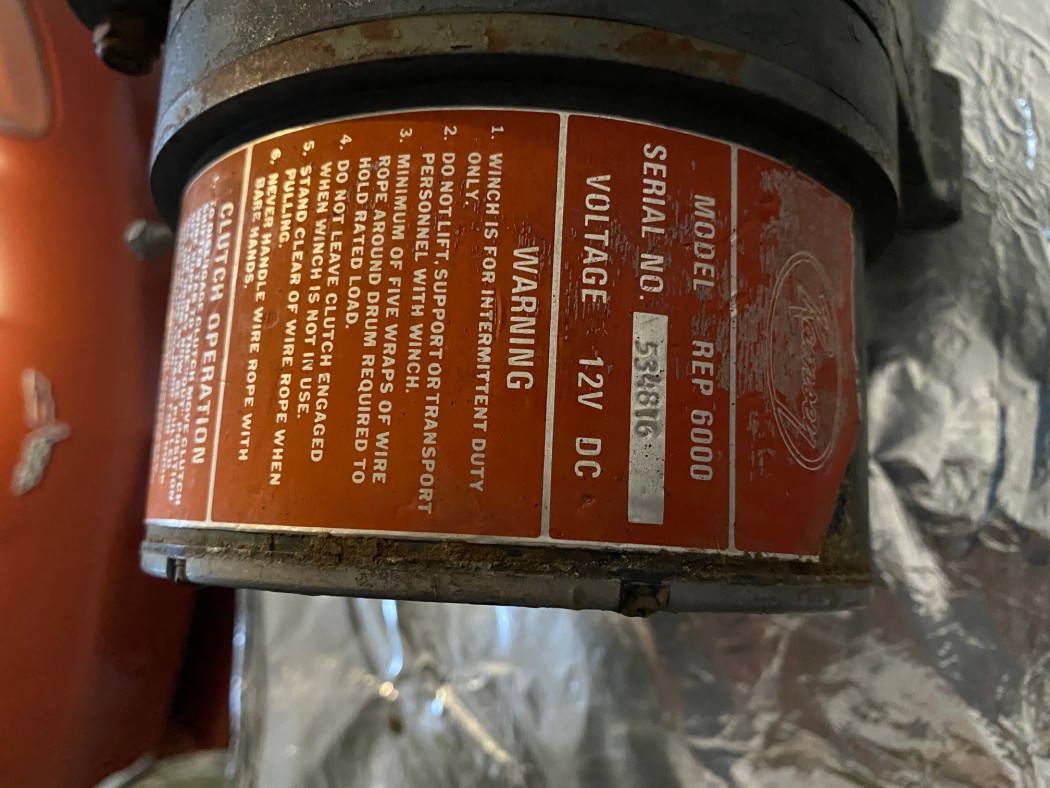 Ramsey
MODEL REP 6000
SERIAL NO. 534816
VOLTAGE 12V DC
WARNING
1. WINCH IS FOR INTERMITTENT DUTY
ONLY.
2. DO NOT LIFT, SUPPORT OR TRANSPORT
PERSONNEL WITH WINCH.
3. MINIMUM OF FIVE WRAPS OF WIRE
ROPE AROUND DRUM REQUIRED TO
HOLD RATED LOAD.
4. DO NOT LEAVE CLUTCH ENGAGED
WHEN WINCH IS NOT IN USE.
5. STAND CLEAR OF WIRE ROPE WHEN
PULLING.
6. NEVER HANDLE WIRE ROPE WITH
BARE HANDS.
CLUTCH OPERATION